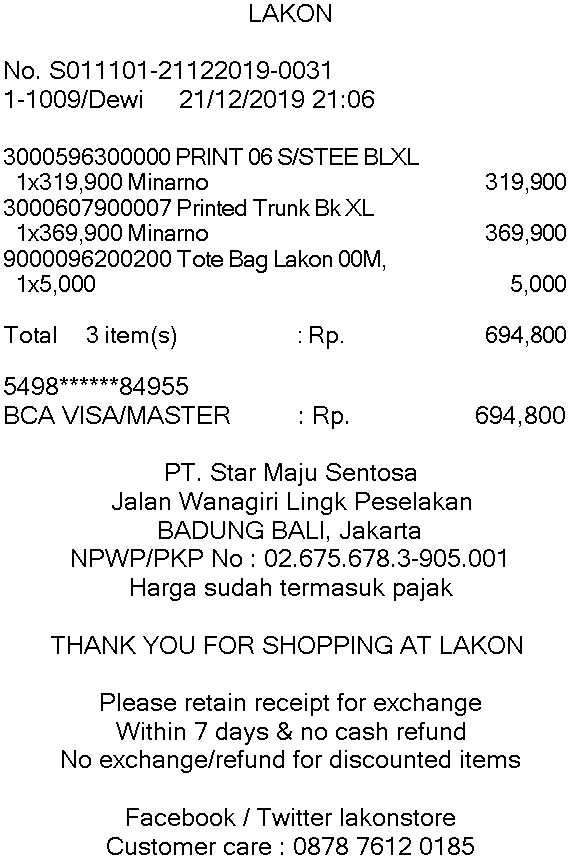 LAKON
No. S011101-21122019-0031
1-1009/Dewi 21/12/2019 21:06
3000596300000 PRINT 06 S/STEE BLXL
1x319,900 Minarno 319,900
3000607900007 Printed Trunk Bk XL
1x369,900 Minarno 369,900
9000096200200 Tote Bag Lakon 00M,
1x5,000 5,000
Total 3 item(s) : Rp. 694,800
5498******84955
BCA VISA/MASTER : Rp. 694,800
PT. Star Maju Sentosa
Jalan Wanagiri Lingk Peselakan
BADUNG BALI, Jakarta
NPWP/PKP No : 02.675.678.3-905.001
Harga sudah termasuk pajak
THANK YOU FOR SHOPPING AT LAKON
Please retain receipt for exchange
Within 7 days & no cash refund
No exchange/refund for discounted items
Facebook / Twitter lakonstore
Customer care : 0878 7612 0185